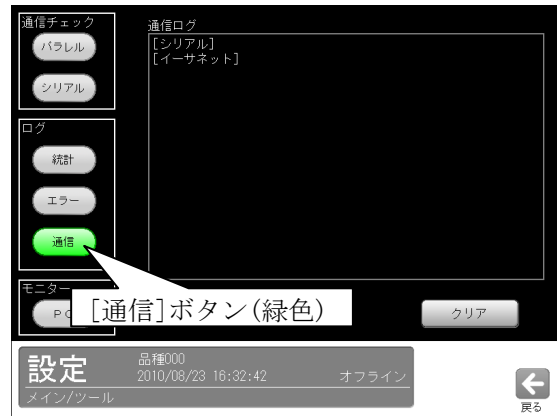 通信チェック
パラレル
シリアル
ログ
統計
エラー
通信
モニター
通信ログ
[シリアル]
[イーサネット]
[通信]ボタン(緑色)
クリア
設定
品種000
2010/08/23 16:32:42
オフライン
メイン/ツール
戻る